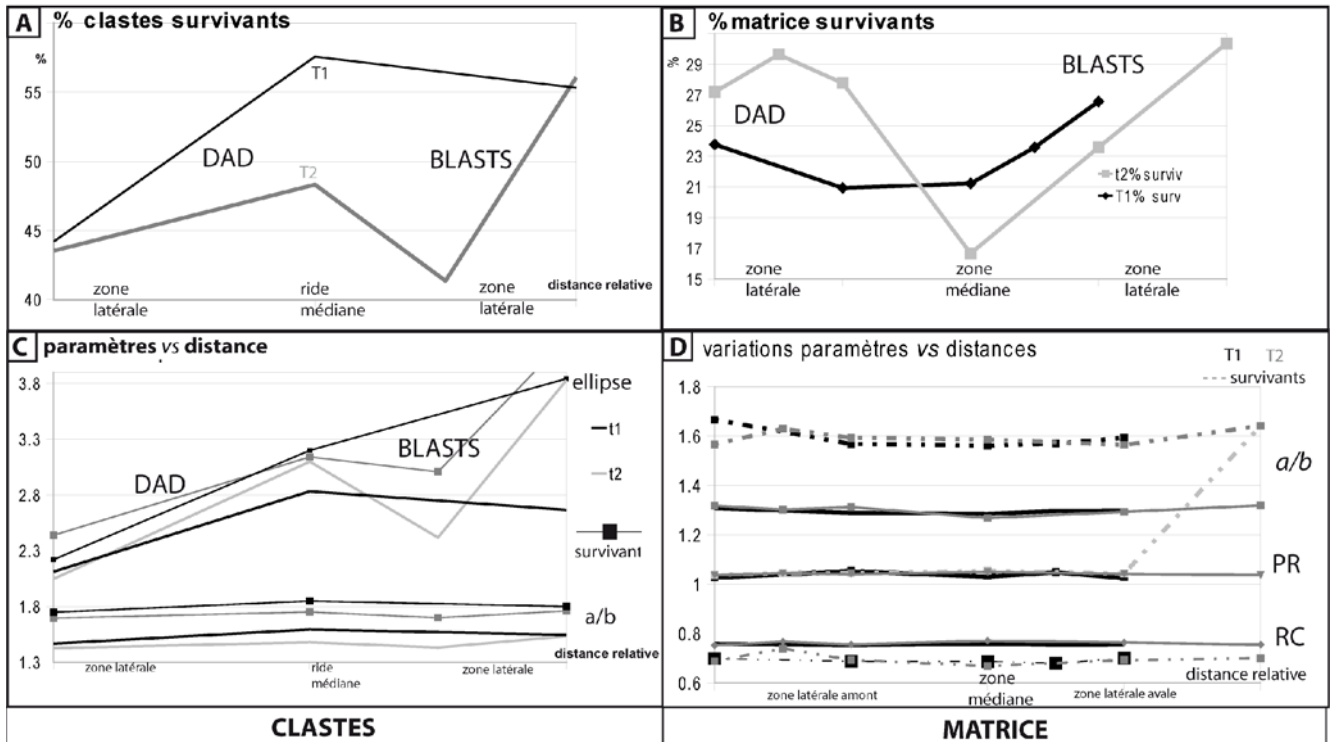 A % clastes survivants
%
55
50
45
40
T1
DAD
T2
BLASTS
zone
latérale
ride
médiane
zone
latérale
distance relative
B % matrice survivants
%
29
27
25
23
21
19
17
15
DAD
BLASTS
t2% surviv
T1% surv
zone
latérale
zone
médiane
zone
latérale
C paramètres vs distance
3.8
3.3
2.8
2.3
1.8
1.3
ellipse
t1
BLASTS
t2
DAD
survivant
a/b
distance relative
zone latérale
ride
médiane
zone latérale
D variations paramètres vs distances
T1 T2
survivants
1.8
1.6
1.4
1.2
1
0.8
0.6
a/b
PR
RC
distance relative
zone latérale amont
zone
médiane
zone latérale avale
CLASTES
MATRICE